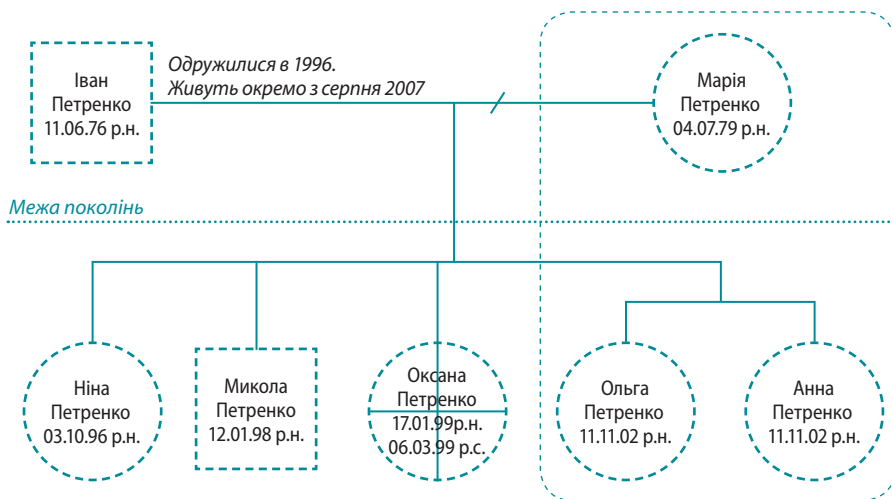 Іван
Петренко
11.06.76 р.н.
Одружилися в 1996.
Живуть окремо з серпня 2007
Марія
Петренко
04.07.79 р.н.
Межа поколінь
Ніна
Петренко
03.10.96 р.н.
Микола
Петренко
12.01.98 р.н.
Оксана
Петренко
17.01.99р.н.
06.03.99 р.с.
Ольга
Петренко
11.11.02 р.н.
Анна
Петренко
11.11.02 р.н.